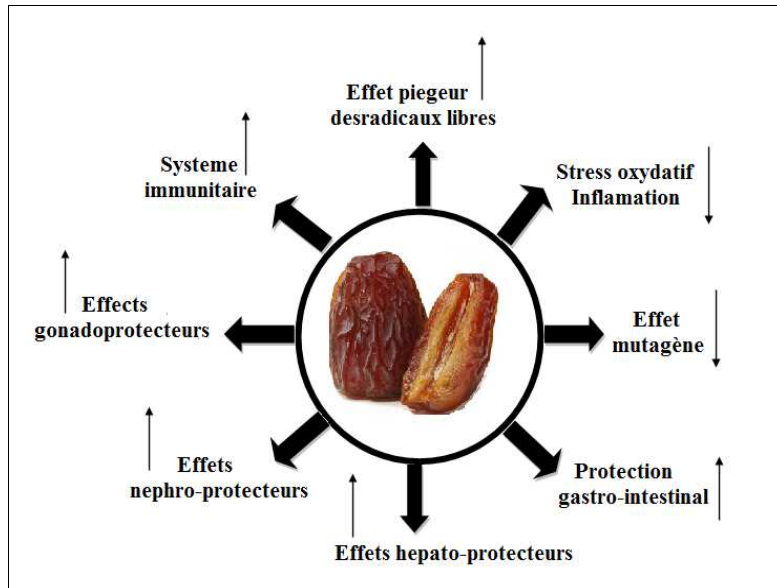 Effet piegeur
desradicaux libres
Stress oxydatif
Inflamation
Effet
mutagène
Protection
gastro-intestinal
Effets hepato-protecteurs
Effets
nephro-protecteurs
Effects
gonadoprotecteurs
Systeme
immunitaire